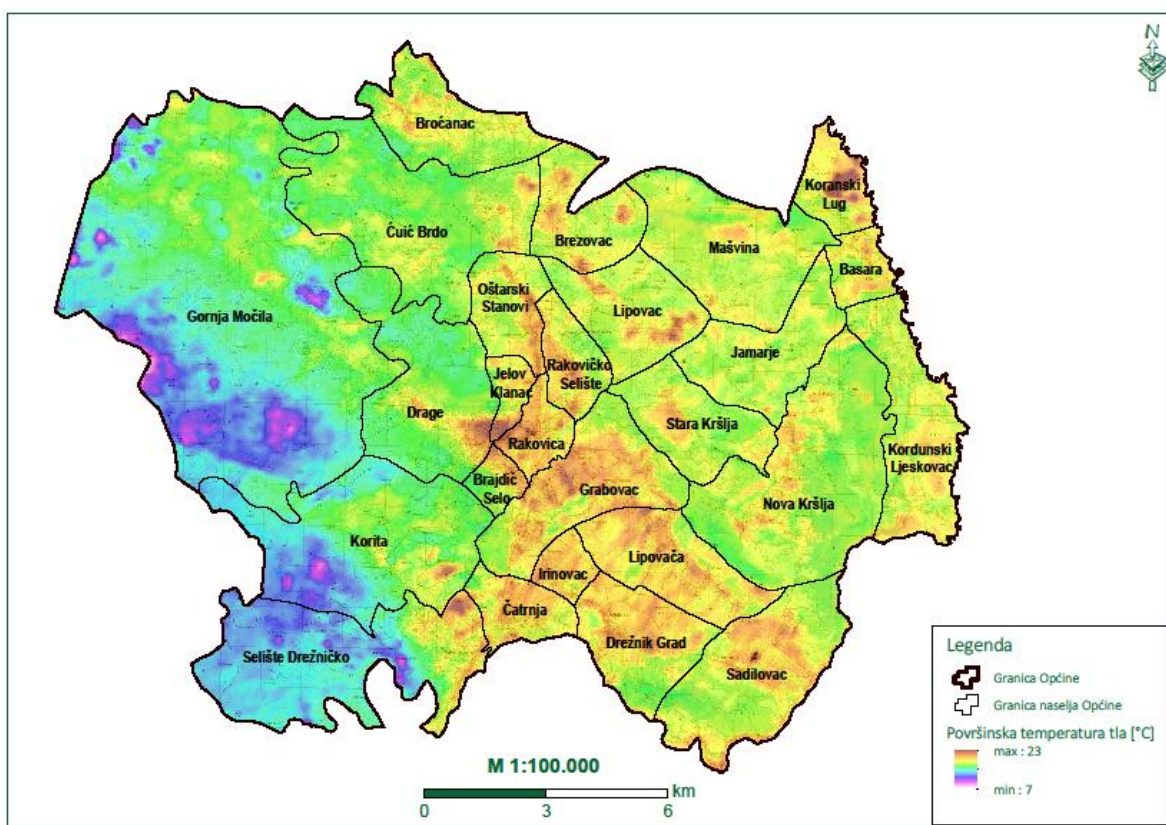 N
Broćanac
Koranski
Lug
Ćuić Brdo
Brezovac
Mašvina
Basara
Oštarski
Stanovi
Lipovac
Gornja Močila
Jamarje
Jelov
Klanac
Rakovičko
Selište
Drage
Stara Kršlja
Rakovica
Kordunski
Ljeskovac
Brajdić
Selo
Grabovac
Nova Kršlja
Korita
Lipovača
Irinovac
Čatrnja
Drežnik Grad
Selište Drežničko
Sadilovac
M 1:100.000
km
0 3 6
Legenda
Granica Općine
Granica naselja Općine
Površinska temperatura tla [°C]
max : 23
min : 7